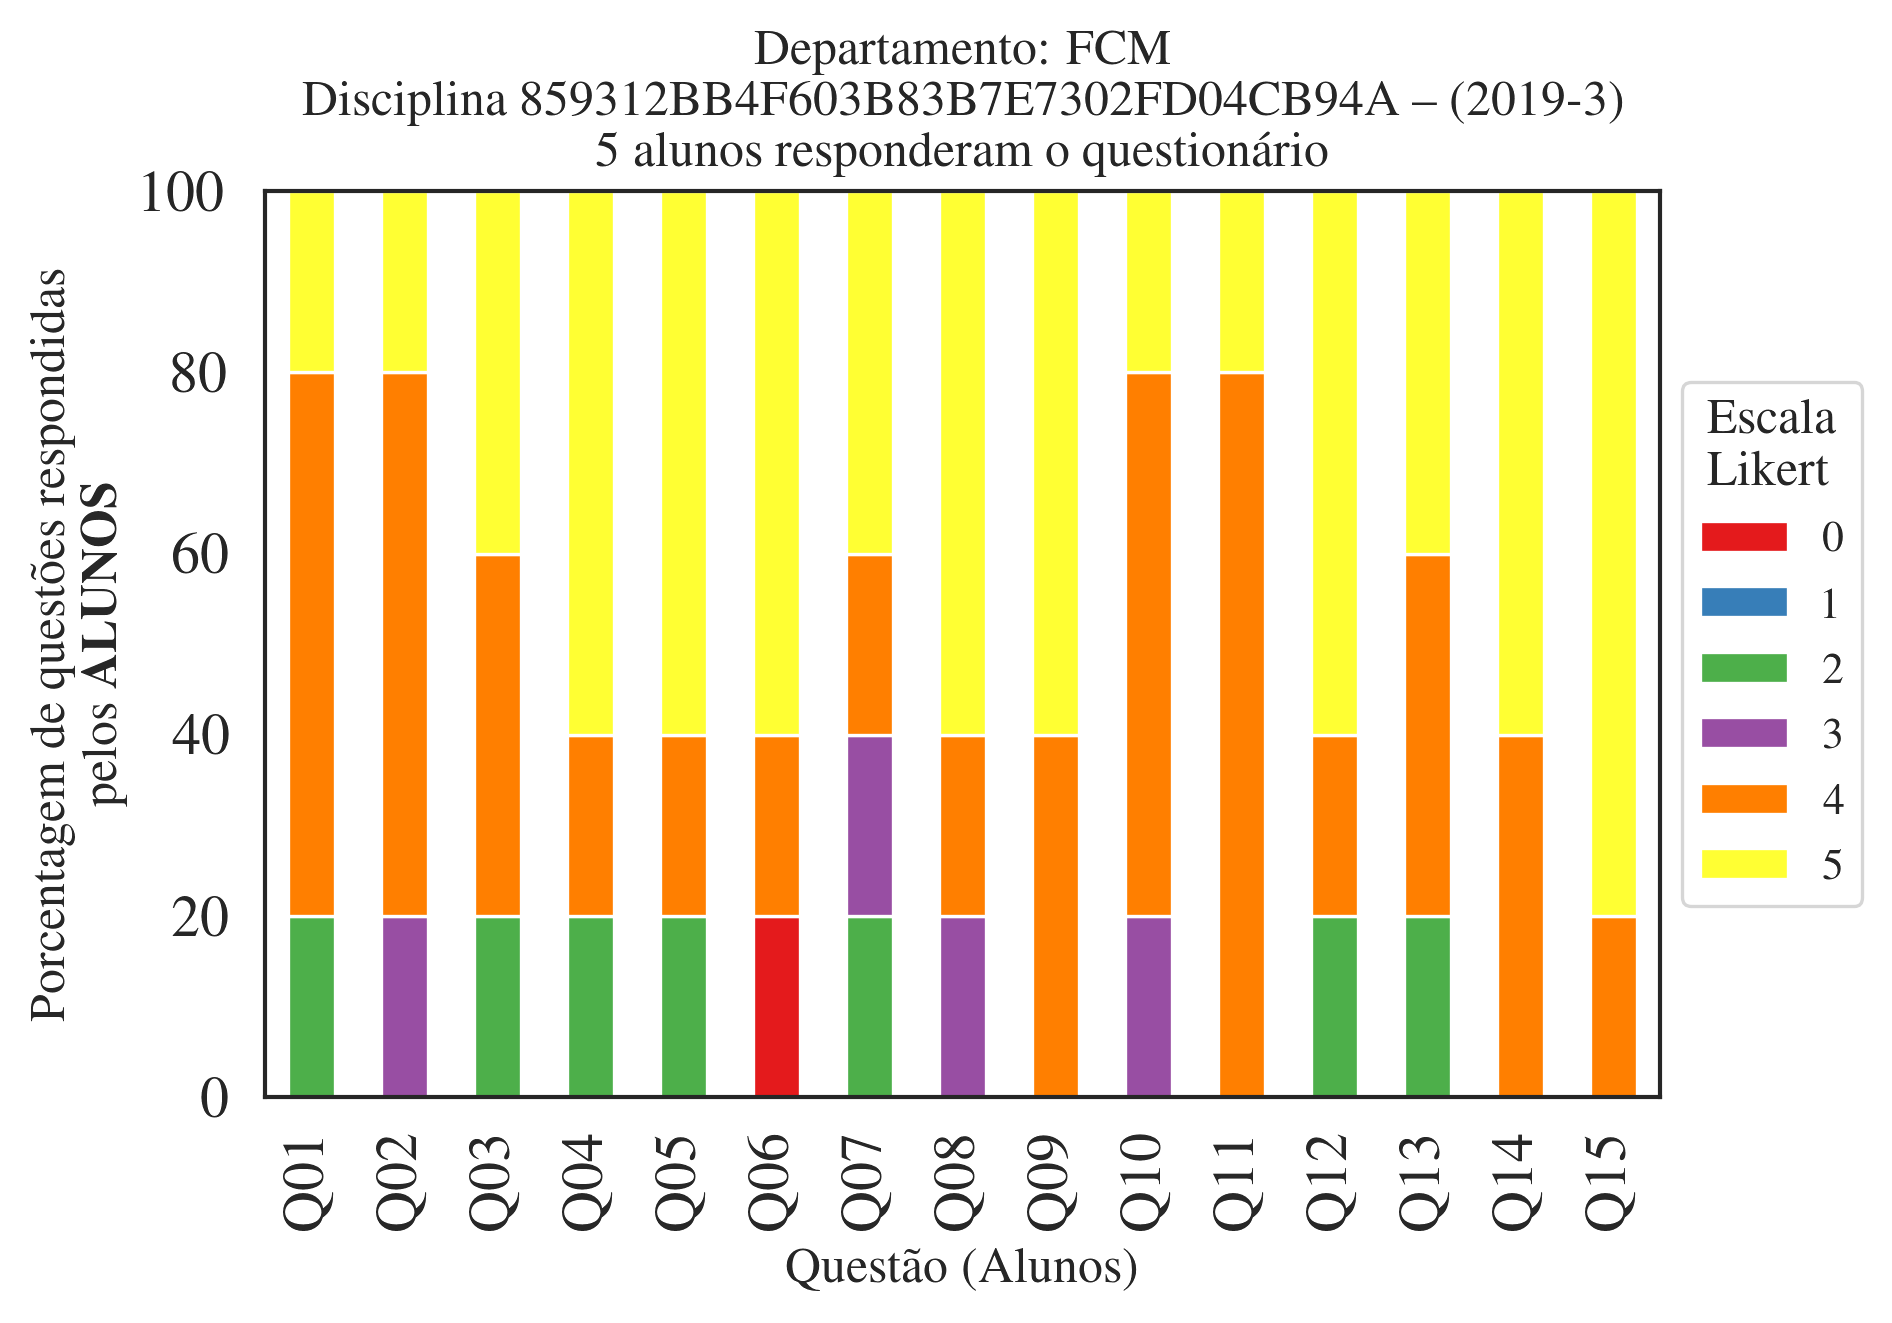 Departamento: FCM
Disciplina 859312BB4F603B83B7E7302FD04CB94A – (2019-3)
5 alunos responderam o questionário
Porcentagem de questões respondidas
pelos ALUNOS
100
80
60
40
20
0
Q01
Q02
Q03
Q04
Q05
Q06
Q07
Q08
Q09
Q10
Q11
Q12
Q13
Q14
Q15
Questão (Alunos)
Escala
Likert
0
1
2
3
4
5